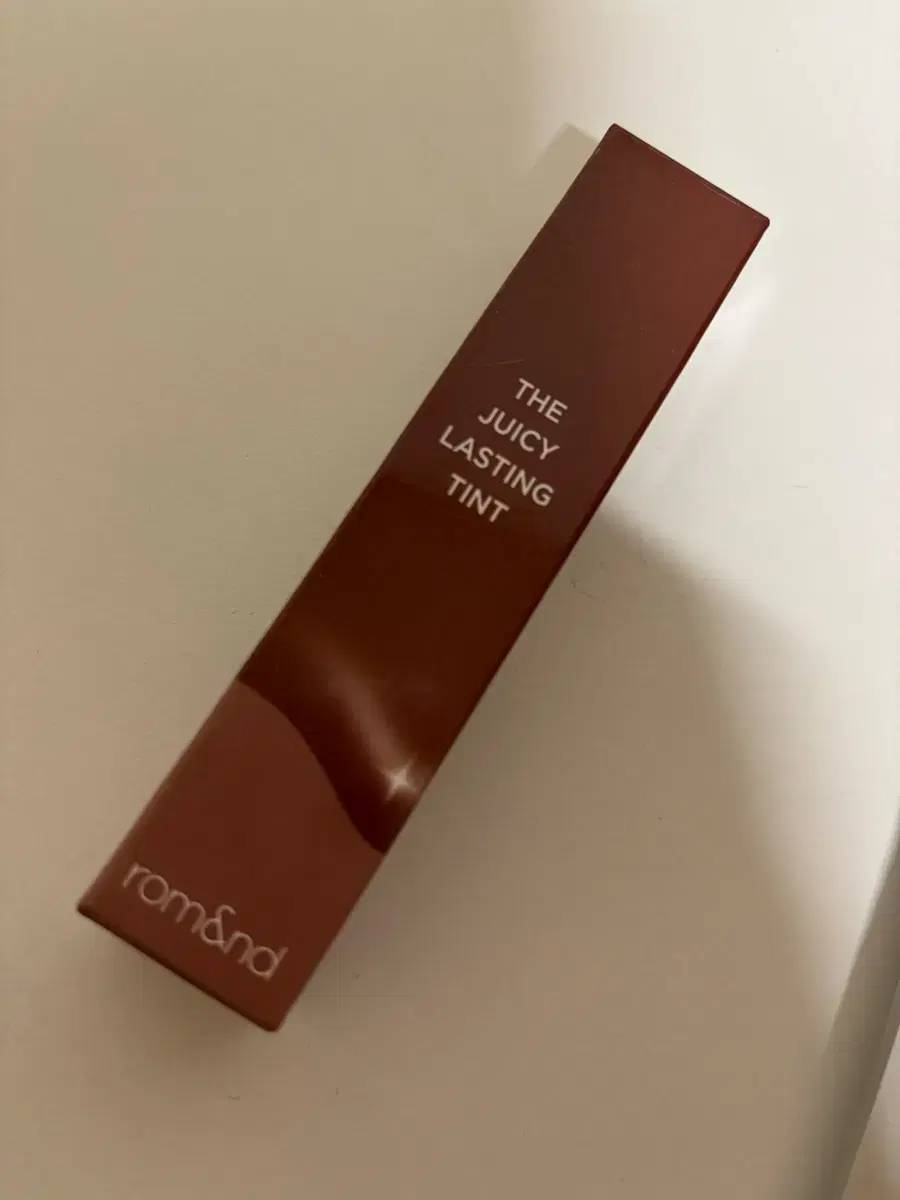 THE
JUICY
LASTING
TINT
rom&nd